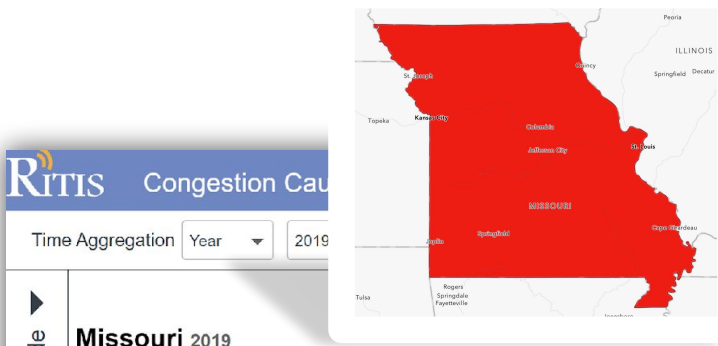 RITIS
Congestion Cau
Time Aggregation
Year
2019
Missouri 2019
Peoria
ILLINOIS
St. Joseph
Quincy
Springfield
Decatur
Topeka
Kansas City
Columbia
Jefferson City
St. Louis
MISSOURI
Joplin
Springfield
Cape Girardeau
Tulsa
Rogers
Springdale
Fayetteville